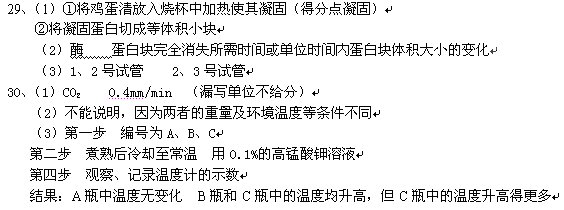 29、（1）①将鸡蛋清放入烧杯中加热使其凝固（得分点凝固）
②将凝固蛋白切成等体积小块
（2）酶 蛋白块完全消失所需时间或单位时间内蛋白块体积大小的变化
（3）1、2号试管 2、3号试管
30、（1）CO₂ 0.4mm/min （漏写单位不给分）
（2）不能说明，因为两者的重量及环境温度等条件不同
（3）第一步 编号为A、B、C
第二步 煮熟后冷却至常温 用0.1%的高锰酸钾溶液
第四步 观察、记录温度计的示数
结果：A瓶中温度无变化 B瓶和C瓶中的温度均升高，但C瓶中的温度升高得更多